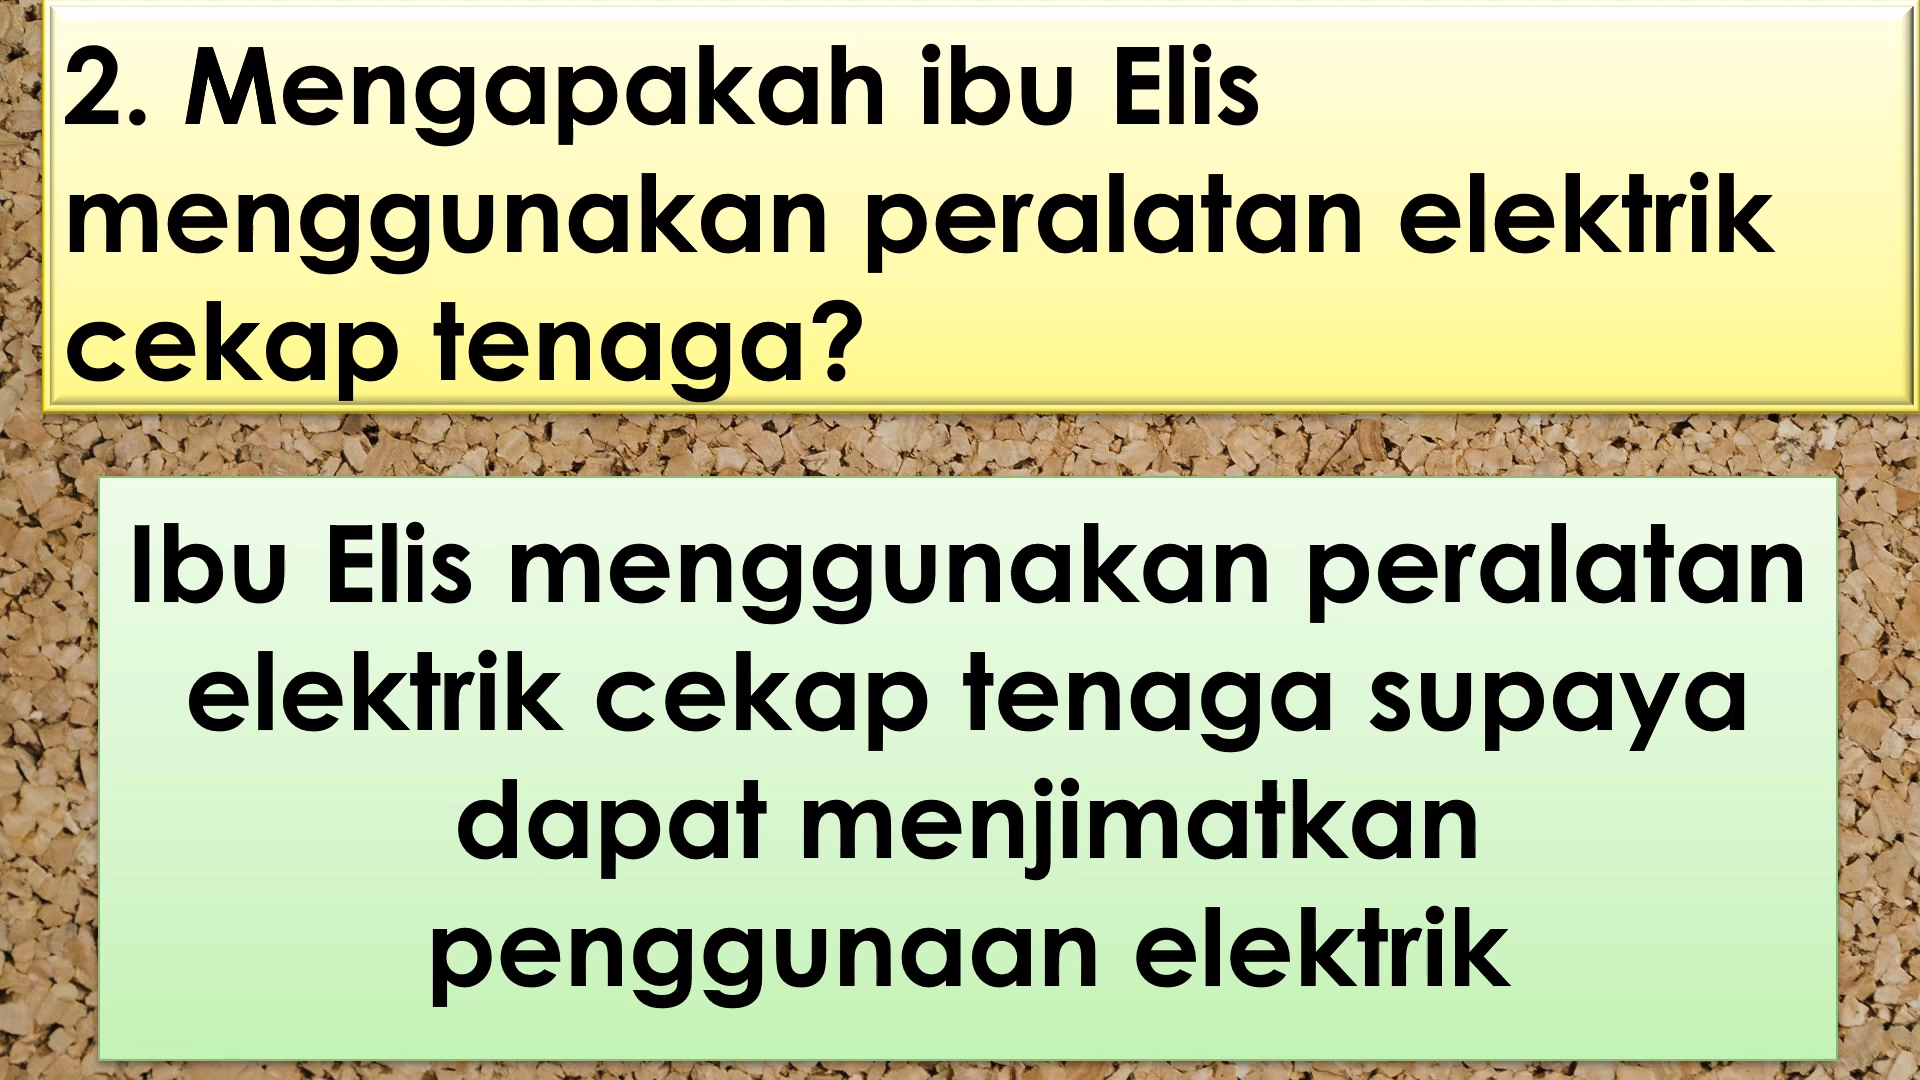 2. Mengapakah ibu Elis
menggunakan peralatan elektrik
cekap tenaga?
Ibu Elis menggunakan peralatan
elektrik cekap tenaga supaya
dapat menjimatkan
penggunaan elektrik